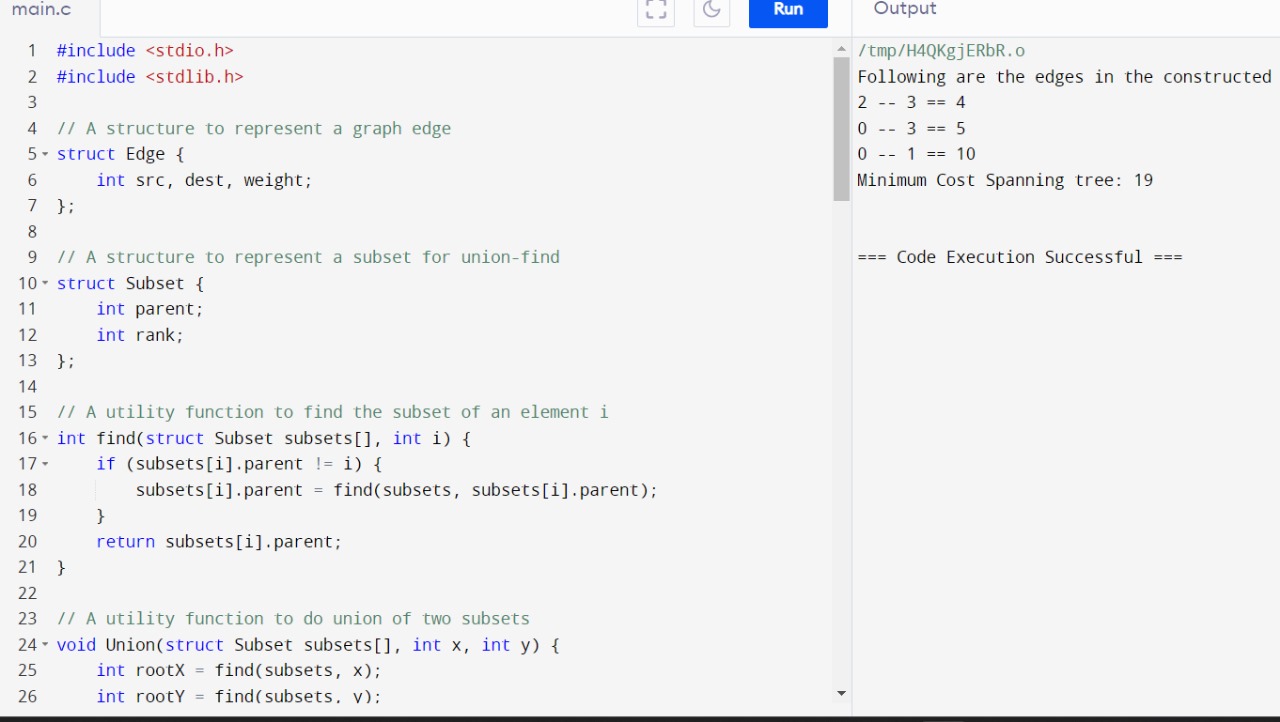 main.c
Run
Output
1 #include <stdio.h>
2 #include <stdlib.h>
3
4 // A structure to represent a graph edge
5 struct Edge {
6     int src, dest, weight;
7 };
8
9 // A structure to represent a subset for union-find
10 struct Subset {
11     int parent;
12     int rank;
13 };
14
15 // A utility function to find the subset of an element i
16 int find(struct Subset subsets[], int i) {
17     if (subsets[i].parent != i) {
18         subsets[i].parent = find(subsets, subsets[i].parent);
19     }
20     return subsets[i].parent;
21 }
22
23 // A utility function to do union of two subsets
24 void Union(struct Subset subsets[], int x, int y) {
25     int rootX = find(subsets, x);
26     int rootY = find(subsets, y);
/tmp/H4QKgjERbR.o
Following are the edges in the constructed
2 -- 3 == 4
0 -- 3 == 5
0 -- 1 == 10
Minimum Cost Spanning tree: 19
=== Code Execution Successful ===